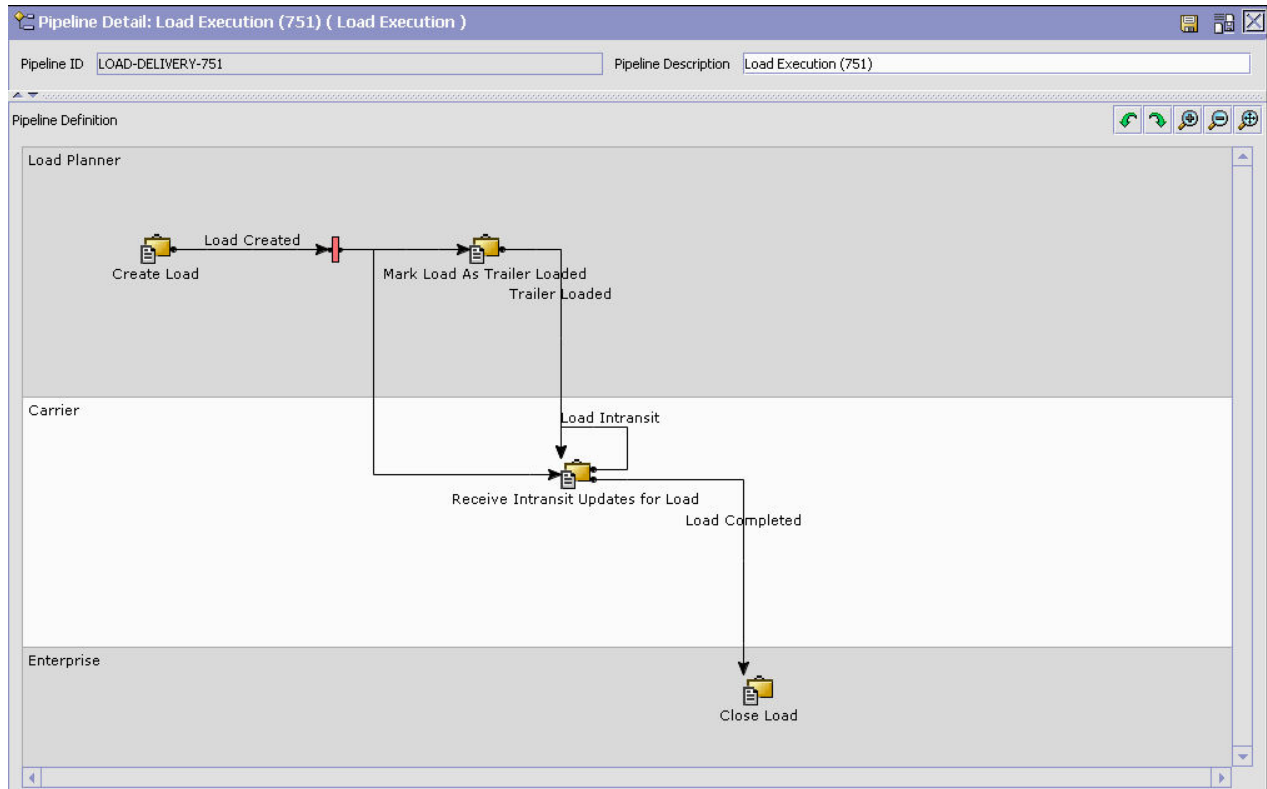 Pipeline Detail: Load Execution (751) ( Load Execution )
Pipeline ID LOAD-DELIVERY-751 Pipeline Description Load Execution (751)
Pipeline Definition
Load Planner
Load Created
Create Load
Mark Load As Trailer Loaded
Trailer Loaded
Carrier
Load Intransit
Receive Intransit Updates for Load
Load Completed
Enterprise
Close Load